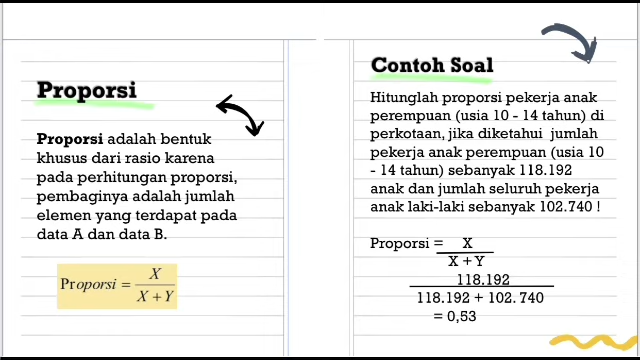 Proporsi
Proporsi adalah bentuk
khusus dari rasio karena
pada perhitungan proporsi,
pembaginya adalah jumlah
elemen yang terdapat pada
data A dan data B.
Proporsi = X
X + Y
Contoh Soal
Hitunglah proporsi pekerja anak
perempuan (usia 10 - 14 tahun) di
perkotaan, jika diketahui jumlah
pekerja anak perempuan (usia 10
- 14 tahun) sebanyak 118.192
anak dan jumlah seluruh pekerja
anak laki-laki sebanyak 102.740 !
Proporsi = X
X + Y
118.192
118.192 + 102. 740
= 0,53